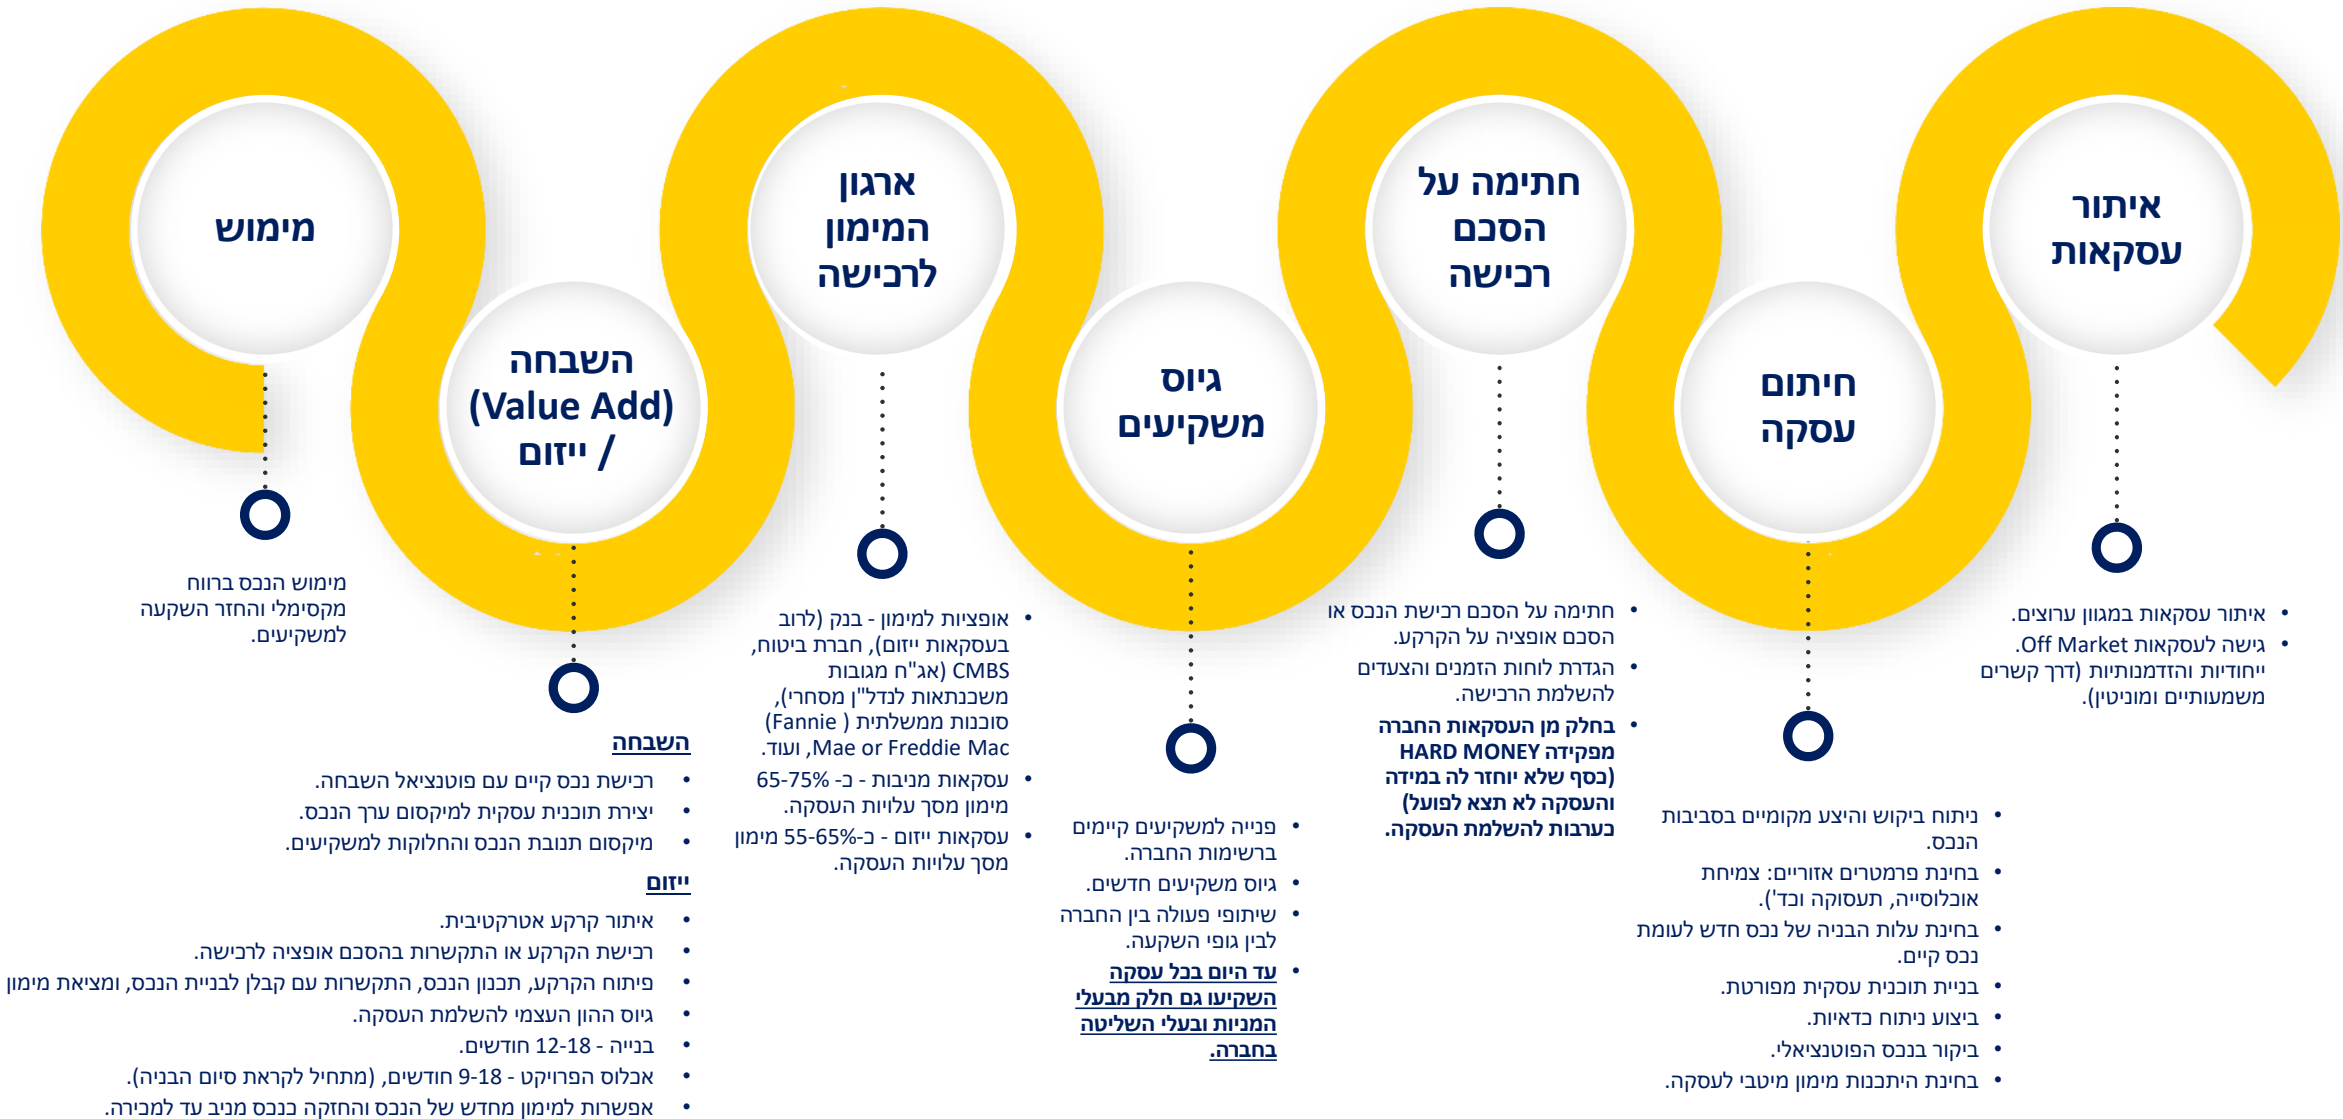 איתור
עסקאות
• איתור עסקאות במגוון ערוצים.
• גישה לעסקאות Off Market.
ייחודיות והזדמנותיות (דרך קשרים
משמעותיים ומוניטין).
חיתום
עסקה
• ניתוח ביקוש והיצע מקומיים בסביבות
הנכס.
• בחינת פרמטרים אזוריים: צמיחת
אוכלוסייה, תעסוקה וכד').
• בחינת עלות הבניה של נכס חדש לעומת
נכס קיים.
• בניית תוכנית עסקית מפורטת.
• ביצוע ניתוח כדאיות.
• ביקור בנכס הפוטנציאלי.
• בחינת היתכנות מימון מיטבי לעסקה.
חתימה על
הסכם
רכישה
• חתימה על הסכם רכישת הנכס או
הסכם אופציה על הקרקע.
• הגדרת לוחות הזמנים והצעדים
להשלמת הרכישה.
• בחלק מן העסקאות החברה
מפקידה HARD MONEY
(כסף שלא יוחזר לה במידה
והעסקה לא תצא לפועל)
כערבות להשלמת העסקה.
גיוס
משקיעים
• פנייה למשקיעים קיימים
ברשימות החברה.
• גיוס משקיעים חדשים.
• שיתופי פעולה בין החברה
לבין גופי השקעה.
• עד היום בכל עסקה
השקיעו גם חלק מבעלי
המניות ובעלי השליטה
בחברה.
ארגון
המימון
לרכישה
• אופציות למימון - בנק (לרוב
בעסקאות ייזום), חברת ביטוח,
CMBS (אג"ח מגובות
משכנתאות לנדל"ן מסחרי),
סוכנות ממשלתית ( Fannie
Mae or Freddie Mac), ועוד.
• עסקאות מניבות - כ- 65-75%
מימון מסך עלויות העסקה.
• עסקאות ייזום - כ-55-65% מימון
מסך עלויות העסקה.
השבחה
(Value Add)
/ ייזום
השבחה
• רכישת נכס קיים עם פוטנציאל השבחה.
• יצירת תוכנית עסקית למיקסום ערך הנכס.
• מיקסום תנובת הנכס והחלוקות למשקיעים.
ייזום
• איתור קרקע אטרקטיבית.
• רכישת הקרקע או התקשרות בהסכם אופציה לרכישה.
• פיתוח הקרקע, תכנון הנכס, התקשרות עם קבלן לבניית הנכס, ומציאת מימון
• גיוס ההון העצמי להשלמת העסקה.
• בנייה - 12-18 חודשים.
• אכלוס הפרויקט - 9-18 חודשים, (מתחיל לקראת סיום הבניה).
• אפשרות למימון מחדש של הנכס והחזקה כנכס מניב עד למכירה.
מימוש
מימוש הנכס ברווח
מקסימלי והחזר השקעה
למשקיעים.